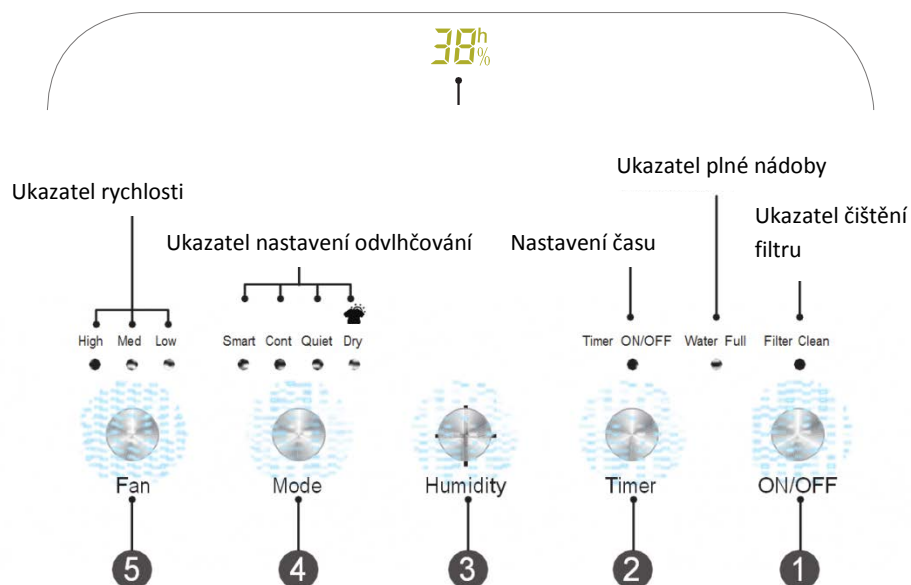 38h%
Ukazatel plné nádoby
Ukazatel rychlosti
Ukazatel čištění
filtru
Ukazatel nastavení odvlhčování
Nastavení času
High Med Low
Smart Cont Quiet Dry
Timer ON/OFF Water Full Filter Clean
Fan Mode Humidity Timer ON/OFF
5 4 3 2 1